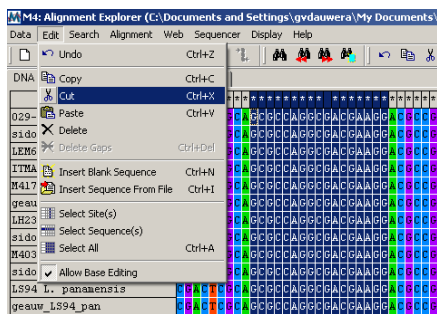 M4: Alignment Explorer (C:\Documents and Settings\gvdauwera\My Documents\
Data Edit Search Alignment Web Sequencer Display Help
Undo Ctrl+Z
DNA
Copy Ctrl+C
Cut Ctrl+X
Paste Ctrl+V
Delete
Delete Gaps Ctrl+Del
Insert Blank Sequence Ctrl+N
Insert Sequence From File Ctrl+I
Select Site(s)
Select Sequence(s)
Select All Ctrl+A
Allow Base Editing
029-
sido
LEM6
ITMA
M417
geau
LH23
sido
M403
sido
LS94 L. panamensis
geauw_LS94_pan
CGACTCGCAGCGCCAGGCGACGAAGGACGCCG